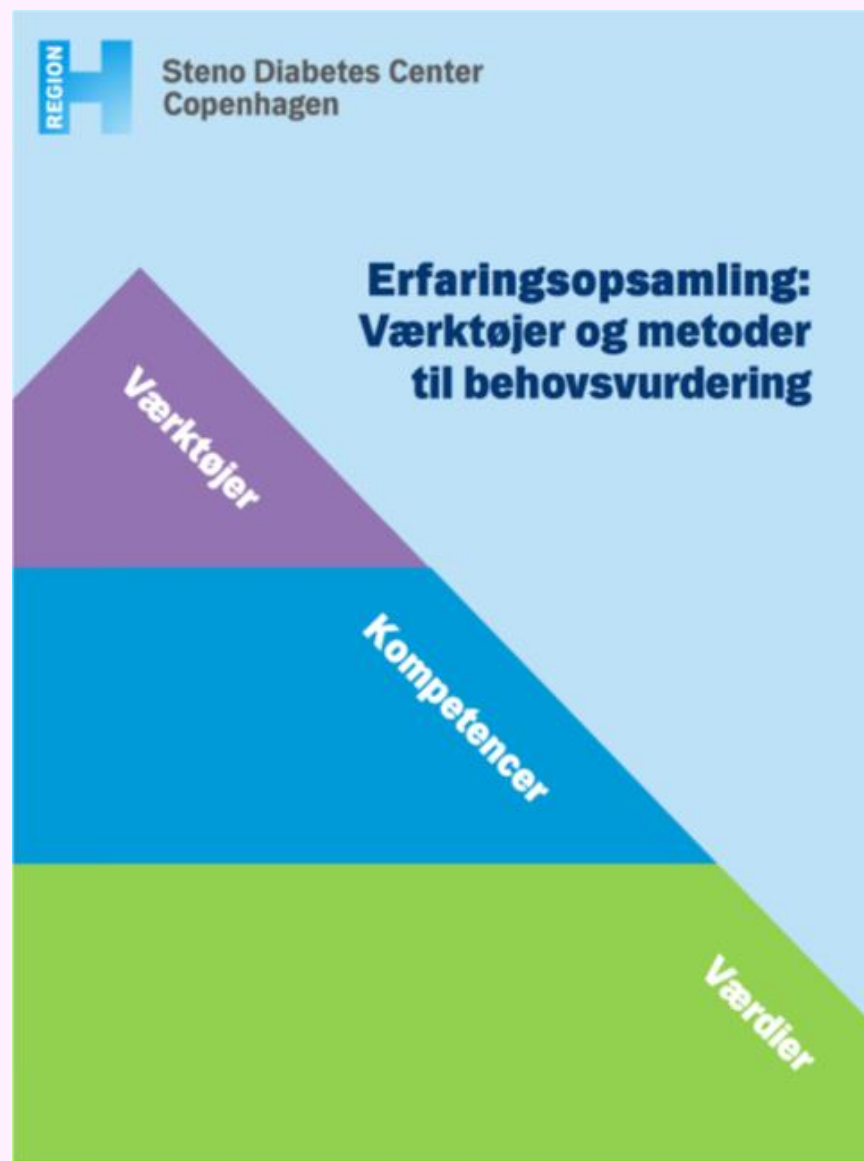 REGION
Steno Diabetes Center
Copenhagen
Erfaringsopsamling:
Værktøjer og metoder
til behovsvurdering
Værktøjer
Kompetencer
Værdier